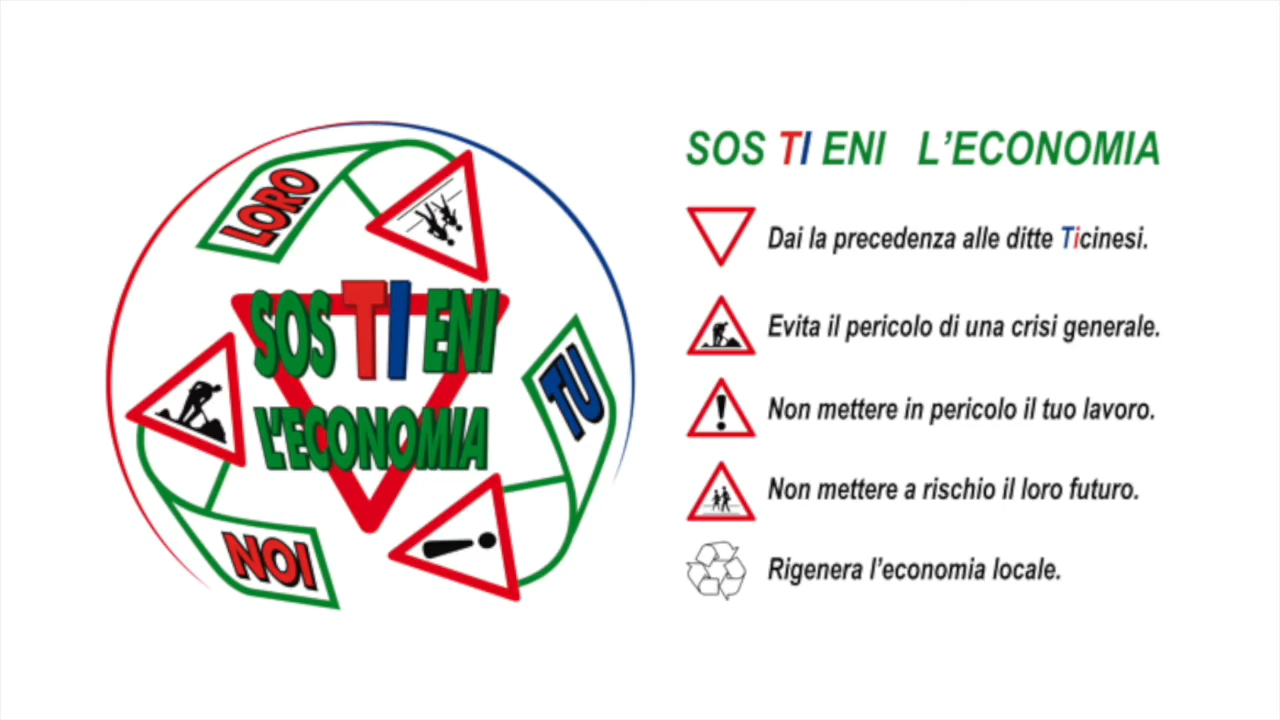 LORO
SOS TI ENI
L'ECONOMIA
TU
NOI
SOS TI ENI L'ECONOMIA
Dai la precedenza alle ditte Ticinesi.
Evita il pericolo di una crisi generale.
Non mettere in pericolo il tuo lavoro.
Non mettere a rischio il loro futuro.
Rigenera l'economia locale.